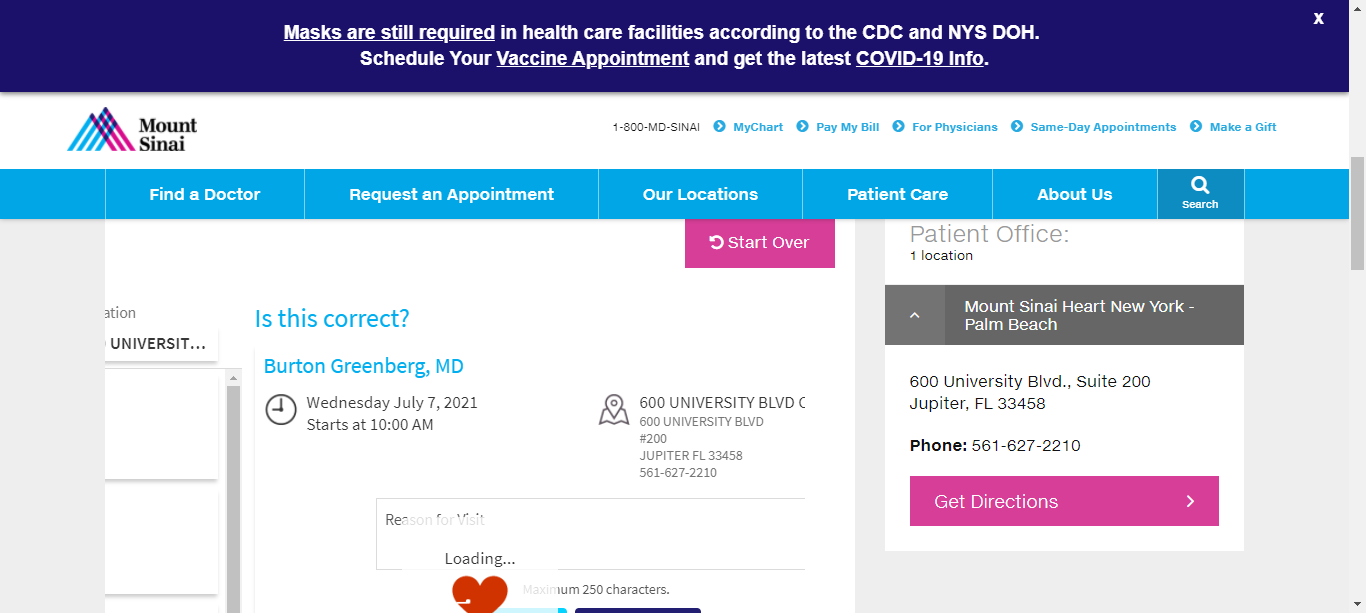 Masks are still required in health care facilities according to the CDC and NYS DOH.
Schedule Your Vaccine Appointment and get the latest COVID-19 Info.
X
Mount
Sinai
1-800-MD-SINAI MyChart Pay My Bill For Physicians Same-Day Appointments Make a Gift
Find a Doctor Request an Appointment Our Locations Patient Care About Us Search
Start Over
Patient Office:
1 location
Mount Sinai Heart New York -
Palm Beach
600 University Blvd., Suite 200
Jupiter, FL 33458
Phone: 561-627-2210
Get Directions
ation
UNIVERSIT...
Is this correct?
Burton Greenberg, MD
Wednesday July 7, 2021
Starts at 10:00 AM
600 UNIVERSITY BLVD C
600 UNIVERSITY BLVD
#200
JUPITER FL 33458
561-627-2210
Reason for Visit
Loading...
Maximum 250 characters.